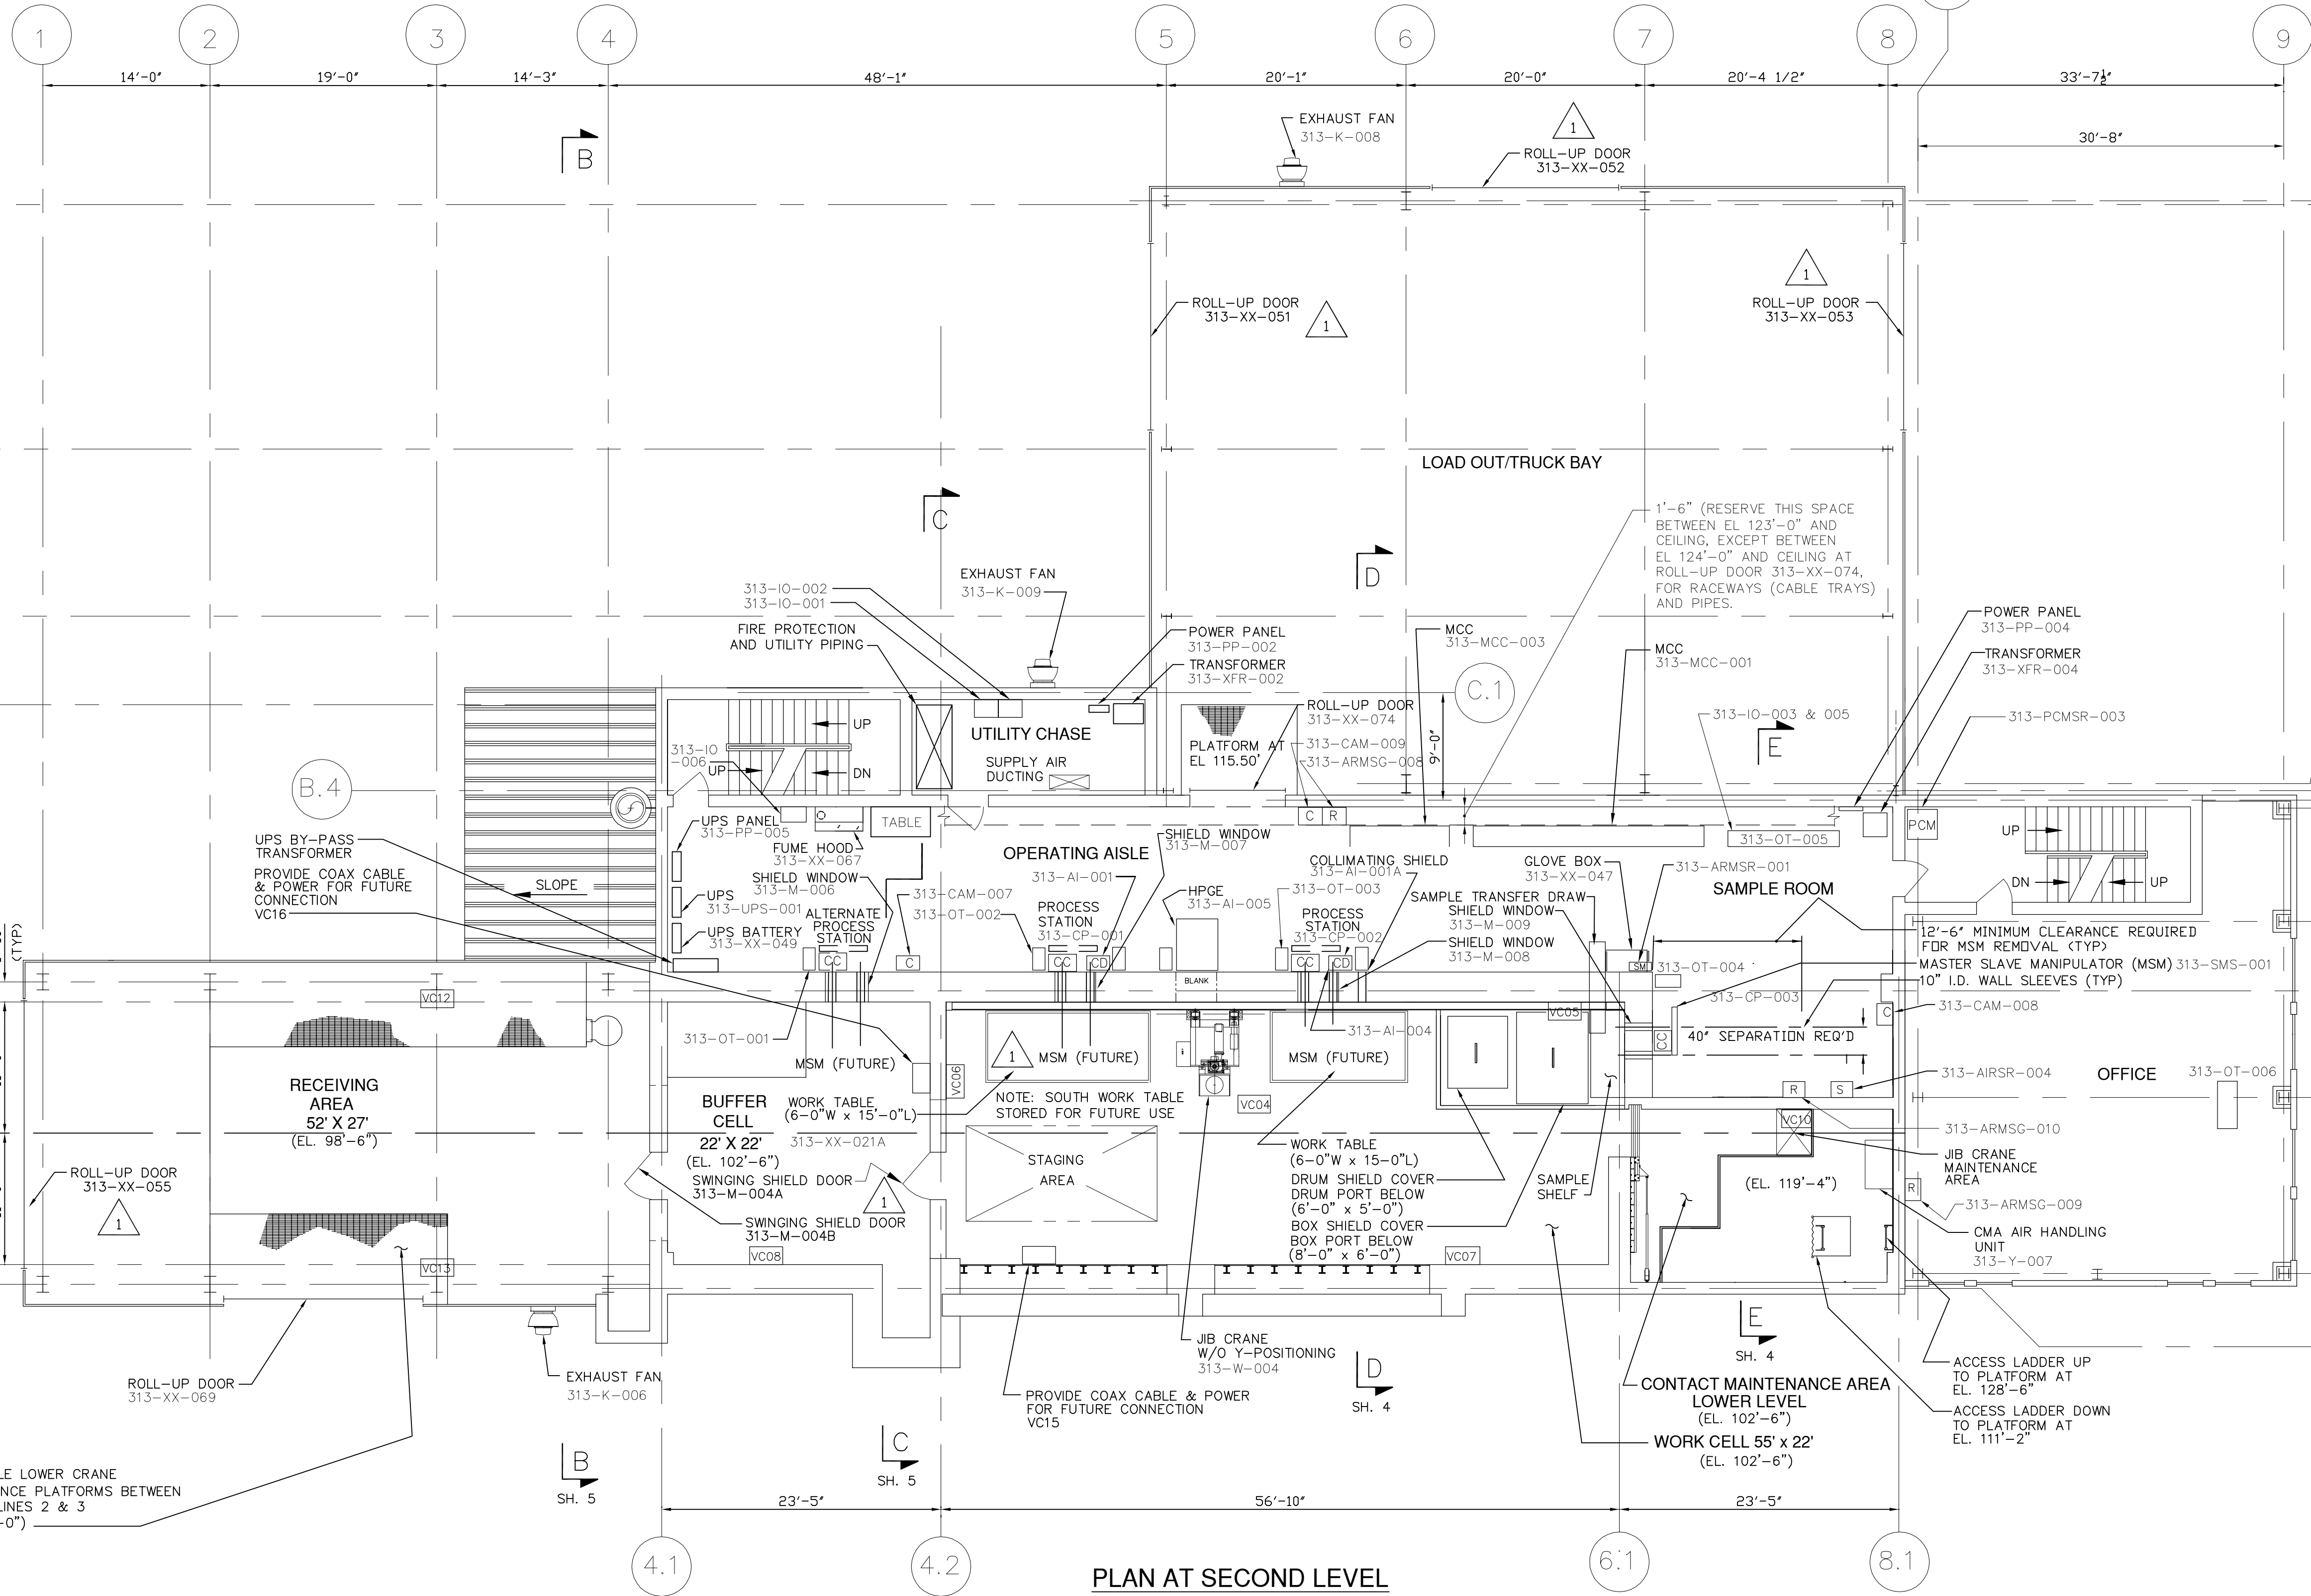 1
2
3
4
5
6
7
8
9
14'-0"
19'-0"
14'-3"
48'-1"
20'-1"
20'-0"
20'-4 1/2"
33'-7 1/2"
30'-8"
B
EXHAUST FAN
313-K-008
1
ROLL-UP DOOR
313-XX-052
ROLL-UP DOOR
313-XX-051
1
1
ROLL-UP DOOR
313-XX-053
LOAD OUT/TRUCK BAY
C
D
1'-6" (RESERVE THIS SPACE
BETWEEN EL 123'-0" AND
CEILING, EXCEPT BETWEEN
EL 124'-0" AND CEILING AT
ROLL-UP DOOR 313-XX-074,
FOR RACEWAYS (CABLE TRAYS)
AND PIPES.
313-IO-002
313-IO-001
EXHAUST FAN
313-K-009
FIRE PROTECTION
AND UTILITY PIPING
POWER PANEL
313-PP-002
TRANSFORMER
313-XFR-002
MCC
313-MCC-003
MCC
313-MCC-001
POWER PANEL
313-PP-004
TRANSFORMER
313-XFR-004
313-PCMSR-003
C.1
ROLL-UP DOOR
313-XX-074
313-IO-003 & 005
E
UP
UP
DN
313-IO
-006
UTILITY CHASE
SUPPLY AIR
DUCTING
PLATFORM AT
EL 115.50'
313-CAM-009
313-ARMSG-008
9'-0"
B.4
UPS PANEL
313-PP-005
TABLE
FUME HOOD
313-XX-067
SHIELD WINDOW
313-M-006
OPERATING AISLE
313-AI-001
SHIELD WINDOW
313-M-007
C
R
313-OT-005
PCM
UP
DN
UP
UPS BY-PASS
TRANSFORMER
PROVIDE COAX CABLE
& POWER FOR FUTURE
CONNECTION
VC16
SLOPE
UPS
313-UPS-001
UPS BATTERY
313-XX-049
ALTERNATE
PROCESS
STATION
313-CAM-007
313-OT-002
PROCESS
STATION
313-CP-001
HPGE
313-AI-005
COLLIMATING SHIELD
313-AI-001A
313-OT-003
PROCESS
STATION
313-CP-002
GLOVE BOX
313-XX-047
313-ARMSR-001
SAMPLE ROOM
SAMPLE TRANSFER DRAW
SHIELD WINDOW
313-M-009
SHIELD WINDOW
313-M-008
12'-6" MINIMUM CLEARANCE REQUIRED
FOR MSM REMOVAL (TYP)
MASTER SLAVE MANIPULATOR (MSM) 313-SMS-001
10" I.D. WALL SLEEVES (TYP)
313-CAM-008
(TYP)
CC
C
CC
CD
BLANK
CC
CD
SM
313-OT-004
313-CP-003
C
VC12
VC05
CC
313-OT-001
MSM (FUTURE)
1
MSM (FUTURE)
313-AI-004
MSM (FUTURE)
40" SEPARATION REQ'D
RECEIVING
AREA
52' X 27'
(EL. 98'-6")
BUFFER
CELL
22' X 22'
(EL. 102'-6")
WORK TABLE
(6-0"W x 15'-0"L)
313-XX-021A
VC06
NOTE: SOUTH WORK TABLE
STORED FOR FUTURE USE
VC04
R
S
313-AIRSR-004
OFFICE
313-OT-006
VC10
313-ARMSG-010
JIB CRANE
MAINTENANCE
AREA
ROLL-UP DOOR
313-XX-055
1
SWINGING SHIELD DOOR
313-M-004A
1
SWINGING SHIELD DOOR
313-M-004B
STAGING
AREA
WORK TABLE
(6-0"W x 15-0"L)
DRUM SHIELD COVER
DRUM PORT BELOW
(6'-0" x 5'-0")
BOX SHIELD COVER
BOX PORT BELOW
(8'-0" x 6'-0")
SAMPLE
SHELF
(EL. 119'-4")
R
313-ARMSG-009
CMA AIR HANDLING
UNIT
313-Y-007
VC13
VC08
VC07
ROLL-UP DOOR
313-XX-069
EXHAUST FAN
313-K-006
JIB CRANE
W/O Y-POSITIONING
313-W-004
PROVIDE COAX CABLE & POWER
FOR FUTURE CONNECTION
VC15
D
SH. 4
E
SH. 4
CONTACT MAINTENANCE AREA
LOWER LEVEL
(EL. 102'-6")
WORK CELL 55' x 22'
(EL. 102'-6")
ACCESS LADDER UP
TO PLATFORM AT
EL. 128'-6"
ACCESS LADDER DOWN
TO PLATFORM AT
EL. 111'-2"
B
SH. 5
C
SH. 5
LE LOWER CRANE
NCE PLATFORMS BETWEEN
LINES 2 & 3
-0")
23'-5"
56'-10"
23'-5"
4.1
4.2
6.1
8.1
PLAN AT SECOND LEVEL